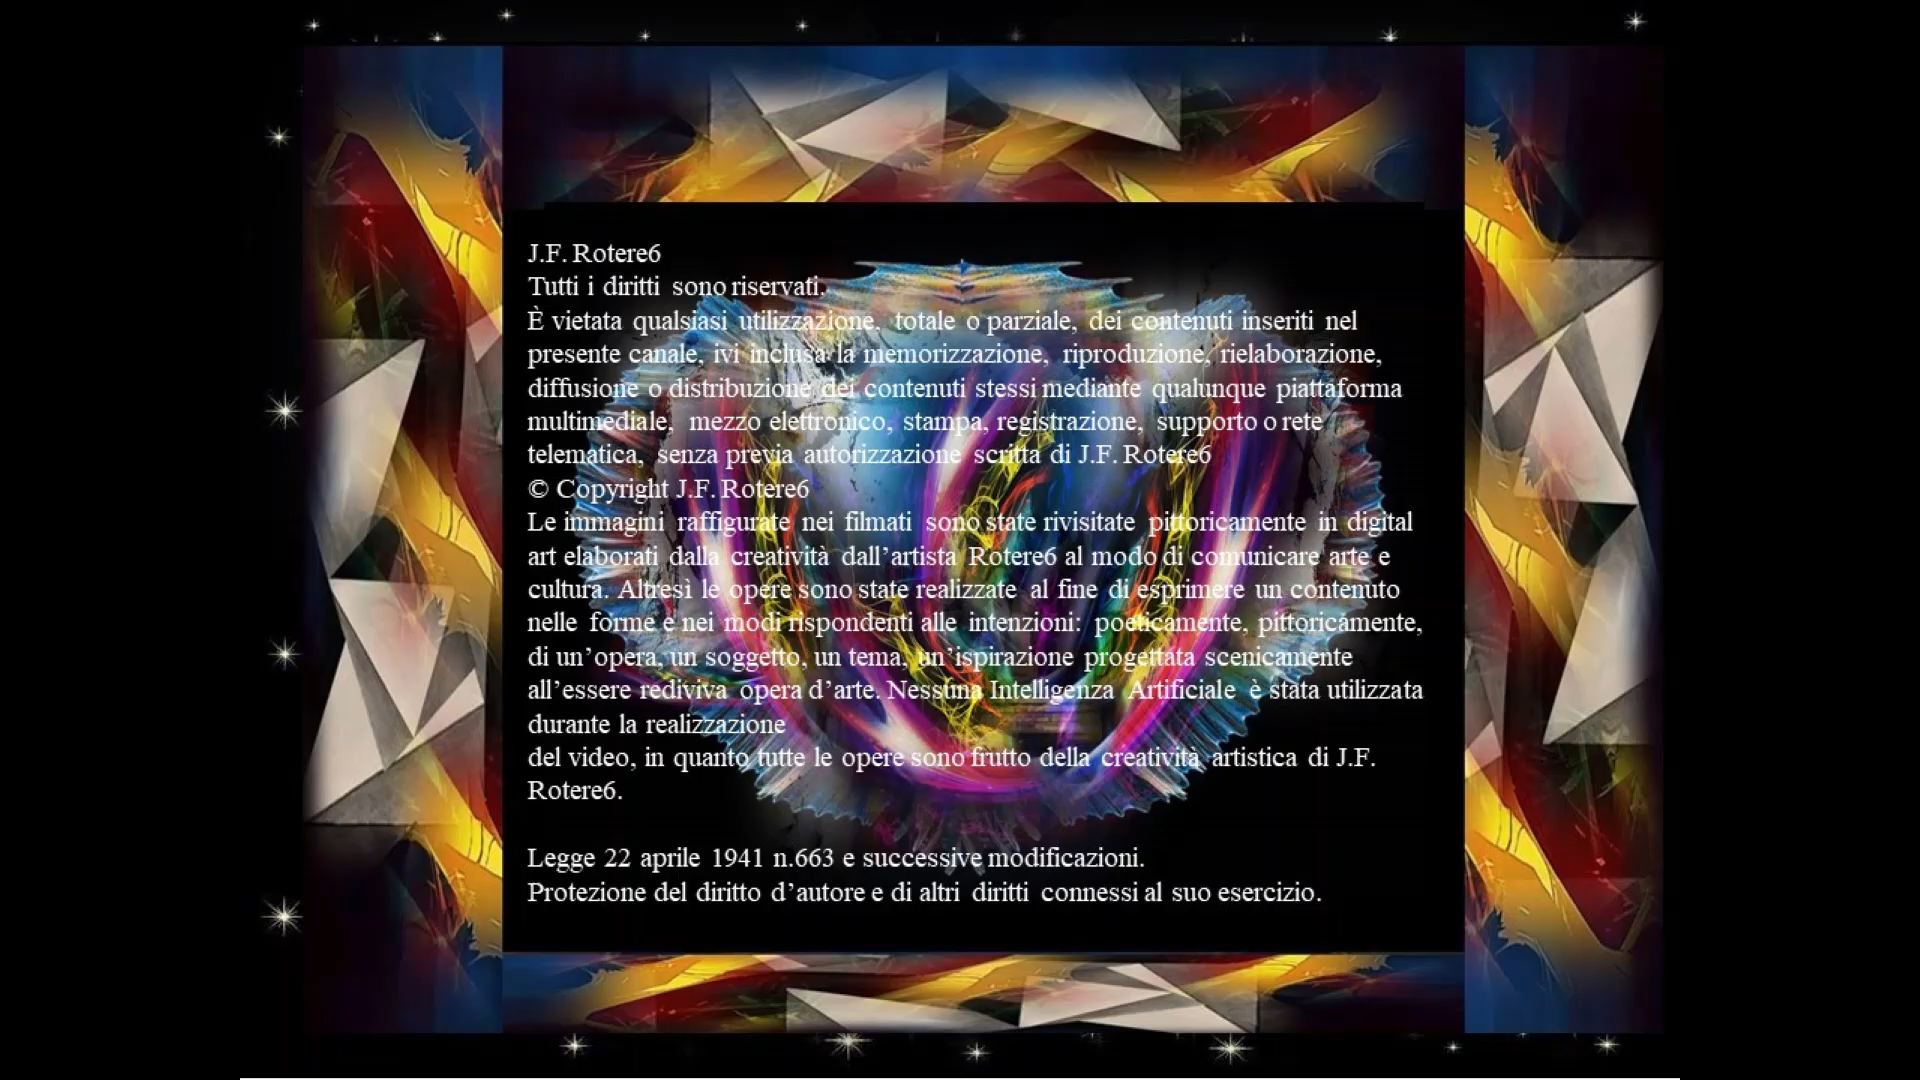 J.F. Rotere6
Tutti i diritti sono riservati.
È vietata qualsiasi utilizzazione, totale o parziale, dei contenuti inseriti nel
presente canale, ivi inclusa la memorizzazione, riproduzione, rielaborazione,
diffusione o distribuzione dei contenuti stessi mediante qualunque piattaforma
multimediale, mezzo elettronico, stampa, registrazione, supporto o rete
telematica, senza previa autorizzazione scritta di J.F. Rotere6
© Copyright J.F. Rotere6
Le immagini raffigurate nei filmati sono state rivisitate pittoricamente in digital
art elaborati dalla creatività dall’artista Rotere6 al modo di comunicare arte e
cultura. Altresì le opere sono state realizzate al fine di esprimere un contenuto
nelle forme e nei modi rispondenti alle intenzioni: poeticamente, pittoricamente,
di un’opera, un soggetto, un tema, un’ispirazione progettata scenicamente
all’essere rediviva opera d’arte. Nessuna Intelligenza Artificiale è stata utilizzata
durante la realizzazione
del video, in quanto tutte le opere sono frutto della creatività artistica di J.F.
Rotere6.
Legge 22 aprile 1941 n.663 e successive modificazioni.
Protezione del diritto d’autore e di altri diritti connessi al suo esercizio.